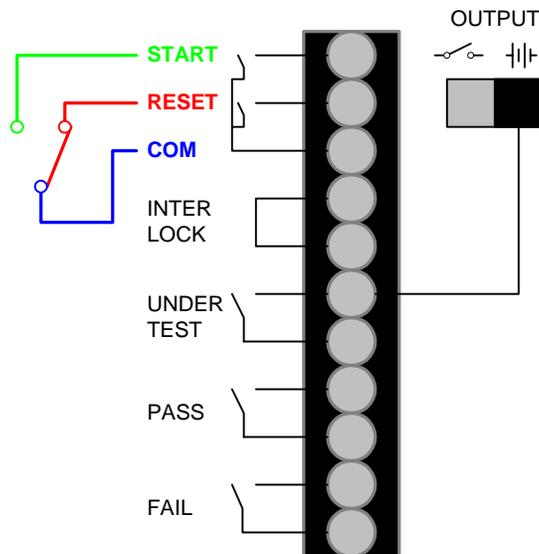 OUTPUT
START
RESET
COM
INTER
LOCK
UNDER
TEST
PASS
FAIL